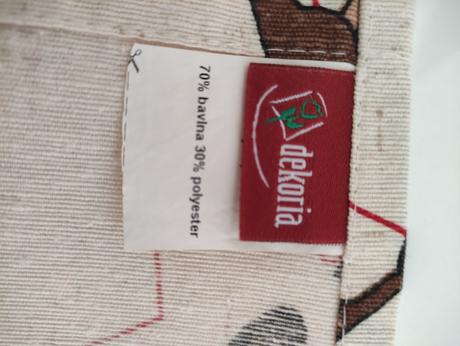 dekoria
70% bavlna 30% polyester